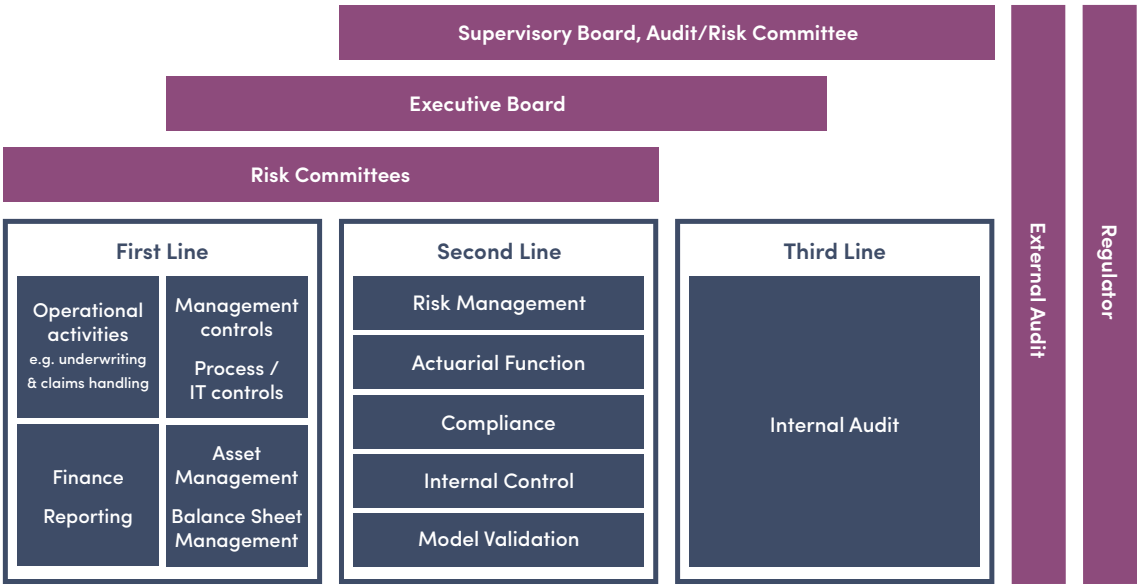 Supervisory Board, Audit/Risk Committee
Executive Board
Risk Committees
First Line
Operational
activities
e.g. underwriting
& claims handling
Management
controls
Process /
IT controls
Finance
Reporting
Asset
Management
Balance Sheet
Management
Second Line
Risk Management
Actuarial Function
Compliance
Internal Control
Model Validation
Third Line
Internal Audit
External Audit
Regulator